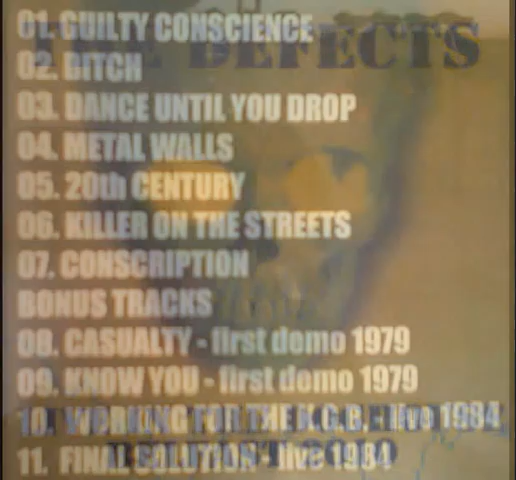 THE DEFECTS
01. GUILTY CONSCIENCE
02. BITCH
03. DANCE UNTIL YOU DROP
04. METAL WALLS
05. 20th CENTURY
06. KILLER ON THE STREETS
07. CONSCRIPTION
BONUS TRACKS
08. CASUALTY - first demo 1979
09. KNOW YOU - first demo 1979
10. WORKING FOR THE K.G.B. - live 1984
11. FINAL SOLUTION - live 1984